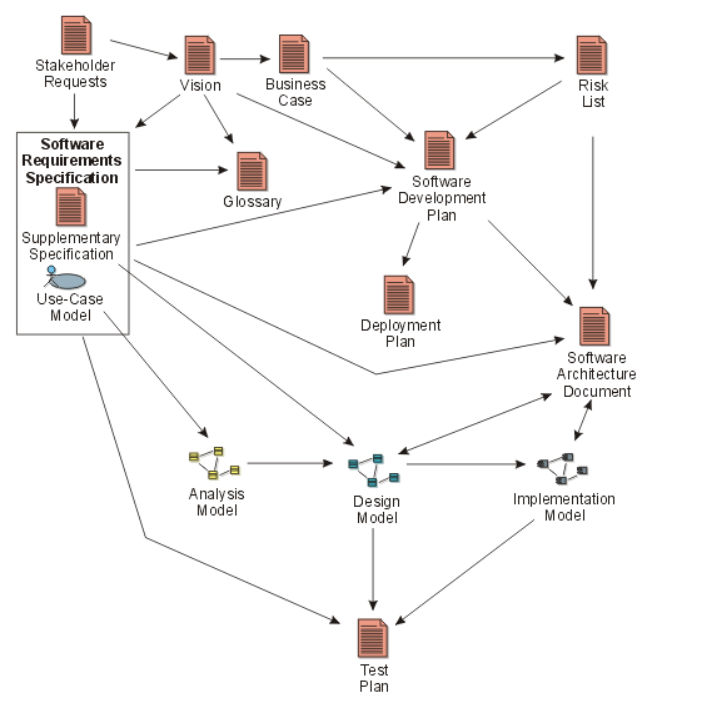 Stakeholder
Requests
Vision
Business
Case
Risk
List
Software
Requirements
Specification
Supplementary
Specification
Use-Case
Model
Glossary
Software
Development
Plan
Deployment
Plan
Software
Architecture
Document
Analysis
Model
Design
Model
Implementation
Model
Test
Plan